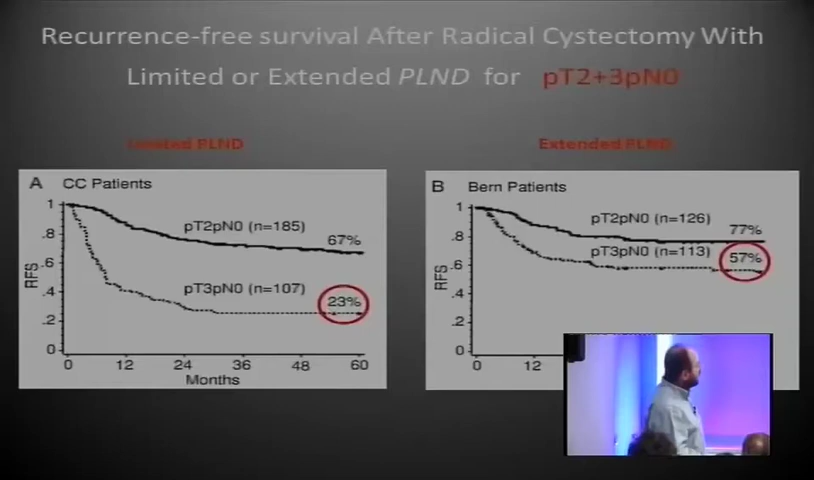 Recurrence-free survival After Radical Cystectomy With
Limited or Extended PLND for pT2+3pN0
Limited PLND
Extended PLND
A CC Patients
1
.8
.6
.4
.2
0
RFS
pT2pN0 (n=185)
67%
pT3pN0 (n=107)
23%
0 12 24 36 48 60
Months
B Bern Patients
1
.8
.6
.4
.2
0
RFS
pT2pN0 (n=126)
77%
pT3pN0 (n=113)
57%
0 12